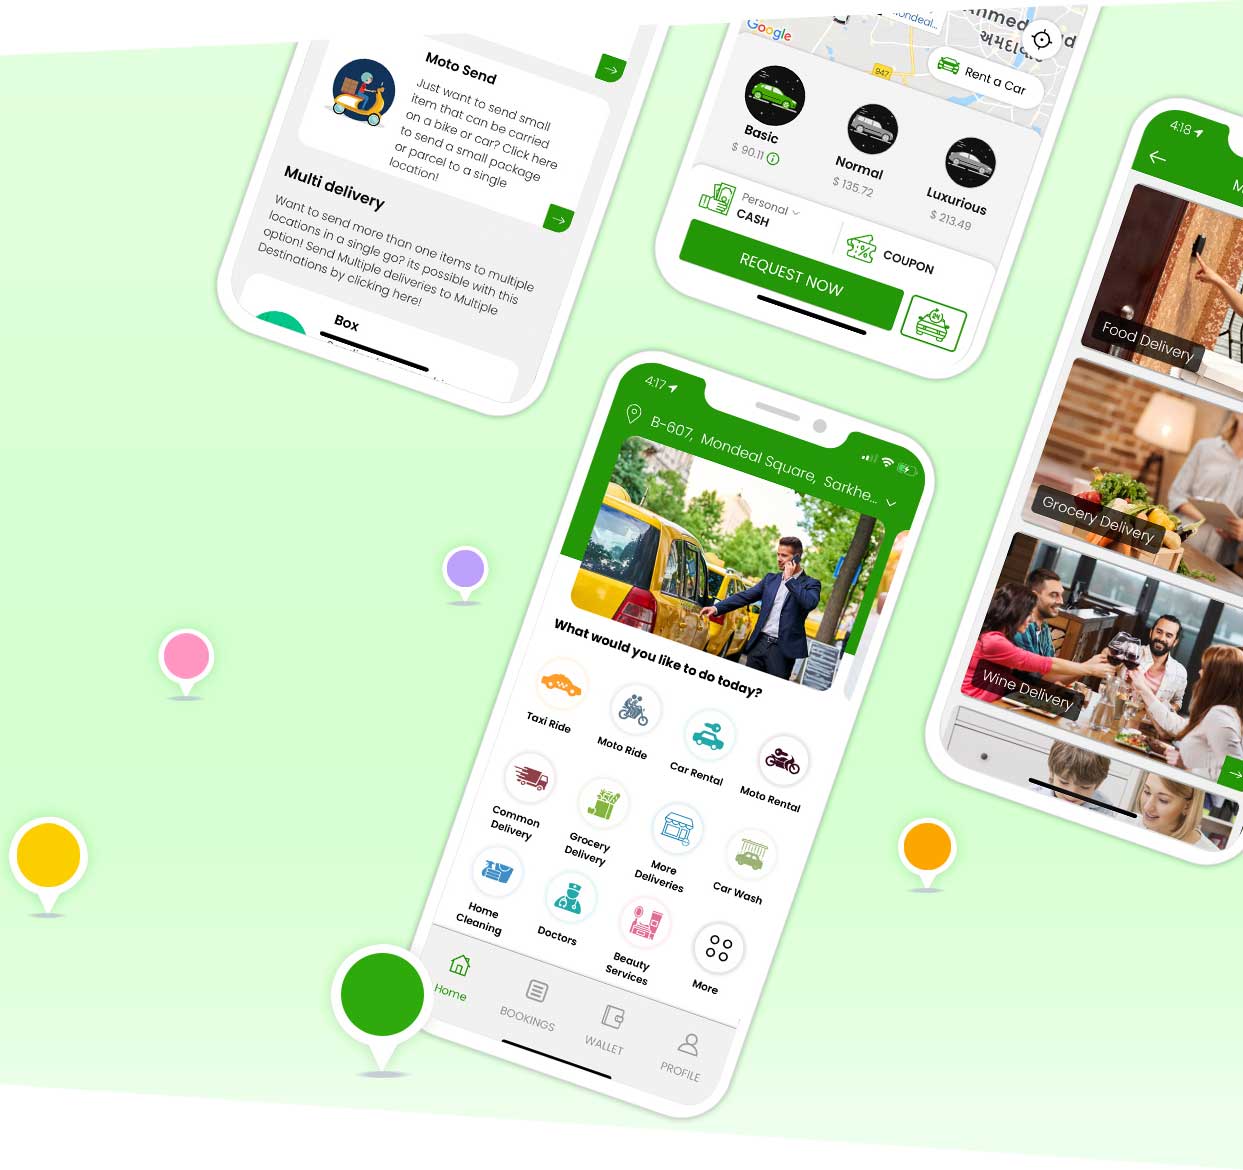 Moto Send
Just want to send small
item that can be carried
on a bike or car? Click here
to send a small package
or parcel to a single
location!
Multi delivery
Want to send more than one items to multiple
locations in a single go? its possible with this
option! Send Multiple deliveries to Multiple
Destinations by clicking here!
Box
Google
947
Rent a Car
Basic
$ 90.11
Normal
$ 135.72
Luxurious
$ 213.49
Personal
CASH
COUPON
REQUEST NOW
24
4:18
Food Delivery
Grocery Delivery
Wine Delivery
4:17
B-607, Mondeal Square, Sarkhe...
What would you like to do today?
Taxi Ride
Moto Ride
Car Rental
Moto Rental
Common
Delivery
Grocery
Delivery
More
Deliveries
Car Wash
Home
Cleaning
Doctors
Beauty
Services
More
Home
BOOKINGS
WALLET
PROFILE